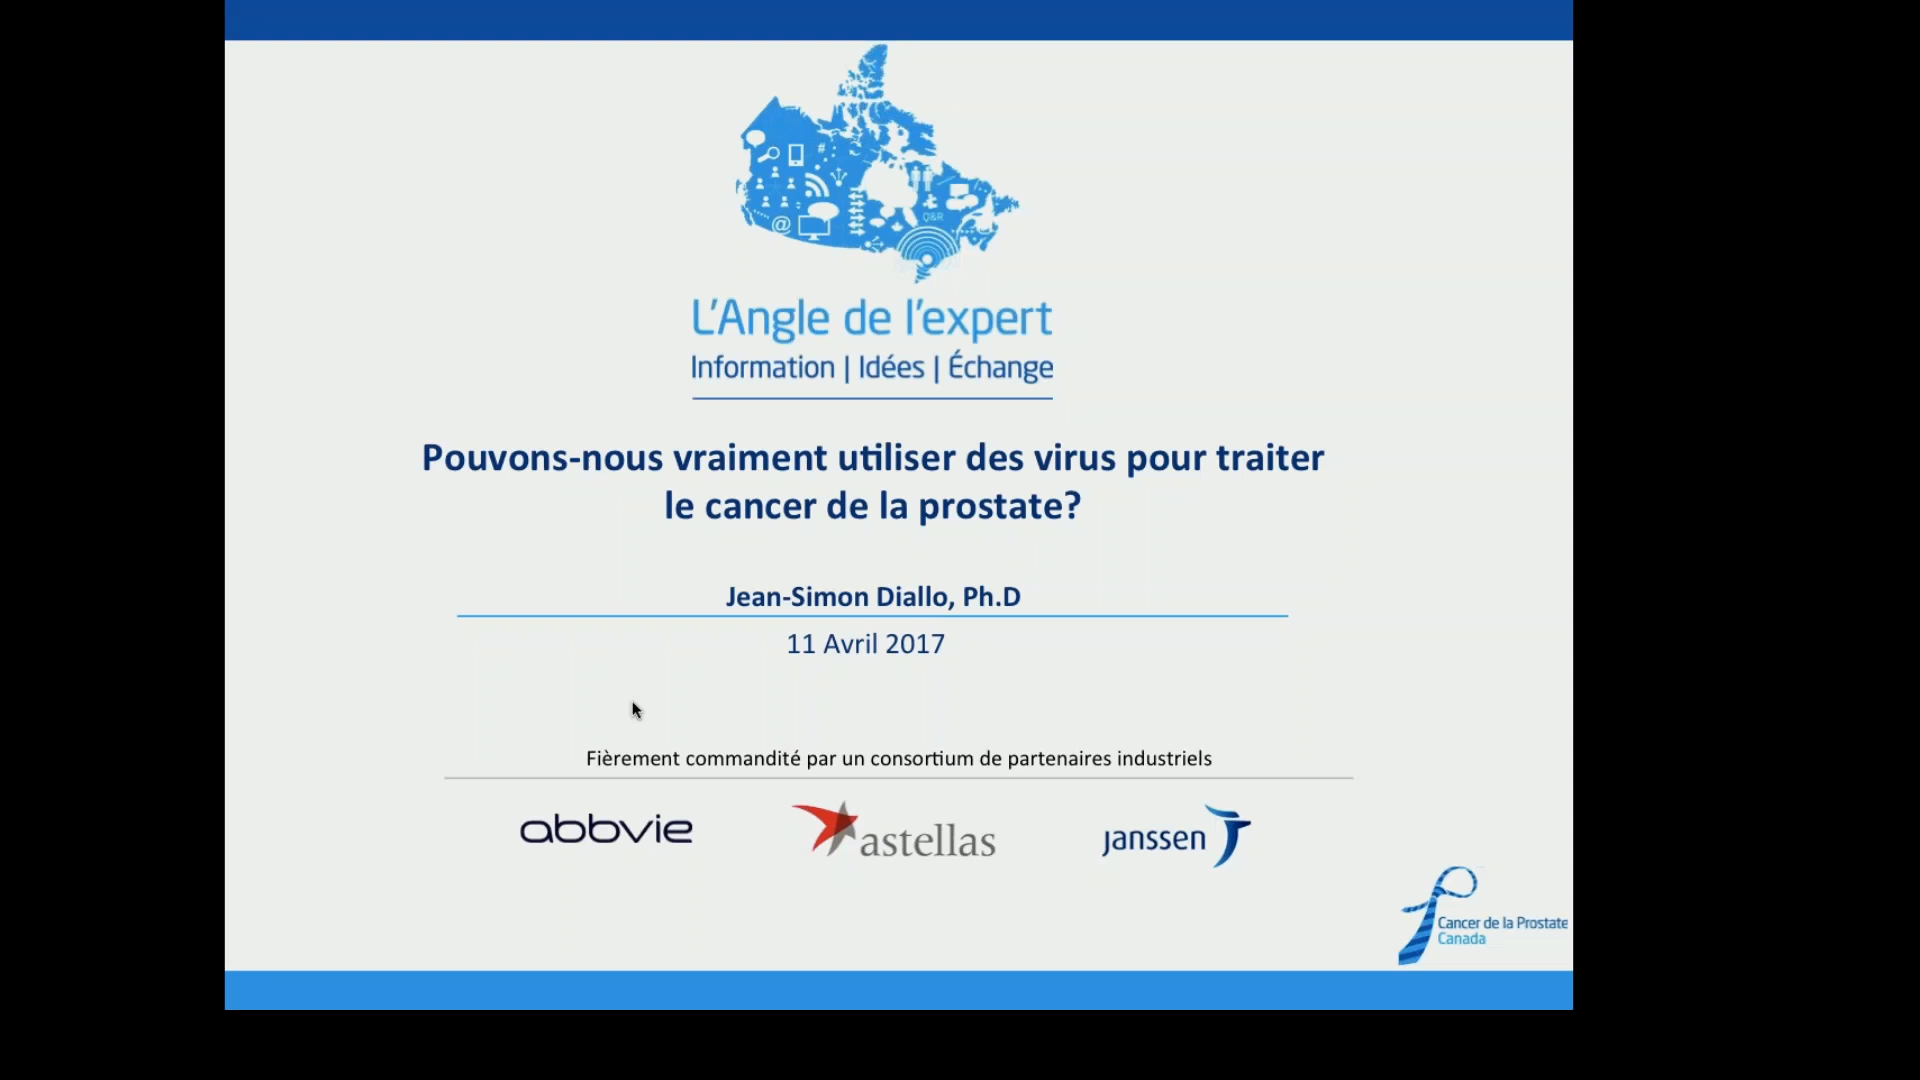 #
@
Q&R
L'Angle de l'expert
Information | Idées | Échange
Pouvons-nous vraiment utiliser des virus pour traiter
le cancer de la prostate?
Jean-Simon Diallo, Ph.D
11 Avril 2017
Fièrement commandité par un consortium de partenaires industriels
abbvie
astellas
janssen
Cancer de la Prostate
Canada